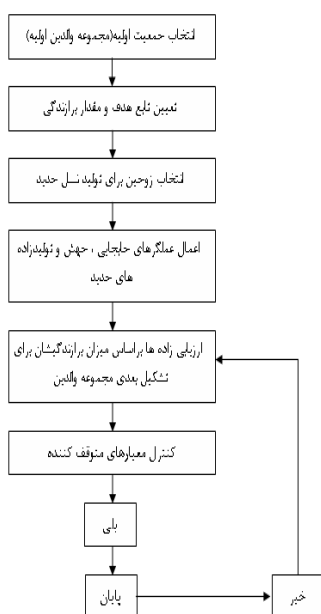 انتخاب جمعیت اولیه(مجموعه والدین اولیه)
تعیین تابع هدف و مقدار برازندگی
انتخاب زوجین برای تولید نسل جدید
اعمال عملگرهای جابجایی ، جهش و تولیدزاده
های جدید
ارزیابی زاده ها براساس میزان برازندگیشان برای
تشکیل بعدی مجموعه والدین
کنترل معیارهای متوقف کننده
بلی
پایان
خیر